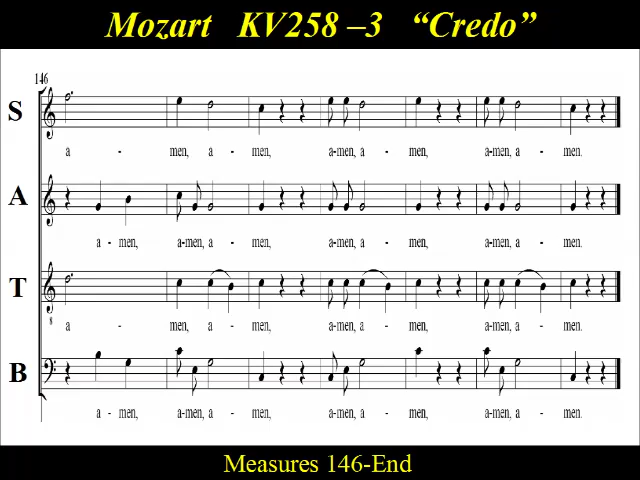 Mozart KV258 –3 “Credo”
146
S
a - men, a - men, a-men, a - men, a-men, a - men.
A
a - men, a-men, a - men, a-men, a - men, a-men, a - men.
T
8
a - men, a - men, a-men, a - men, a-men, a - men.
B
a - men, a-men, a - men, a-men, a - men, a-men, a - men.
Measures 146-End